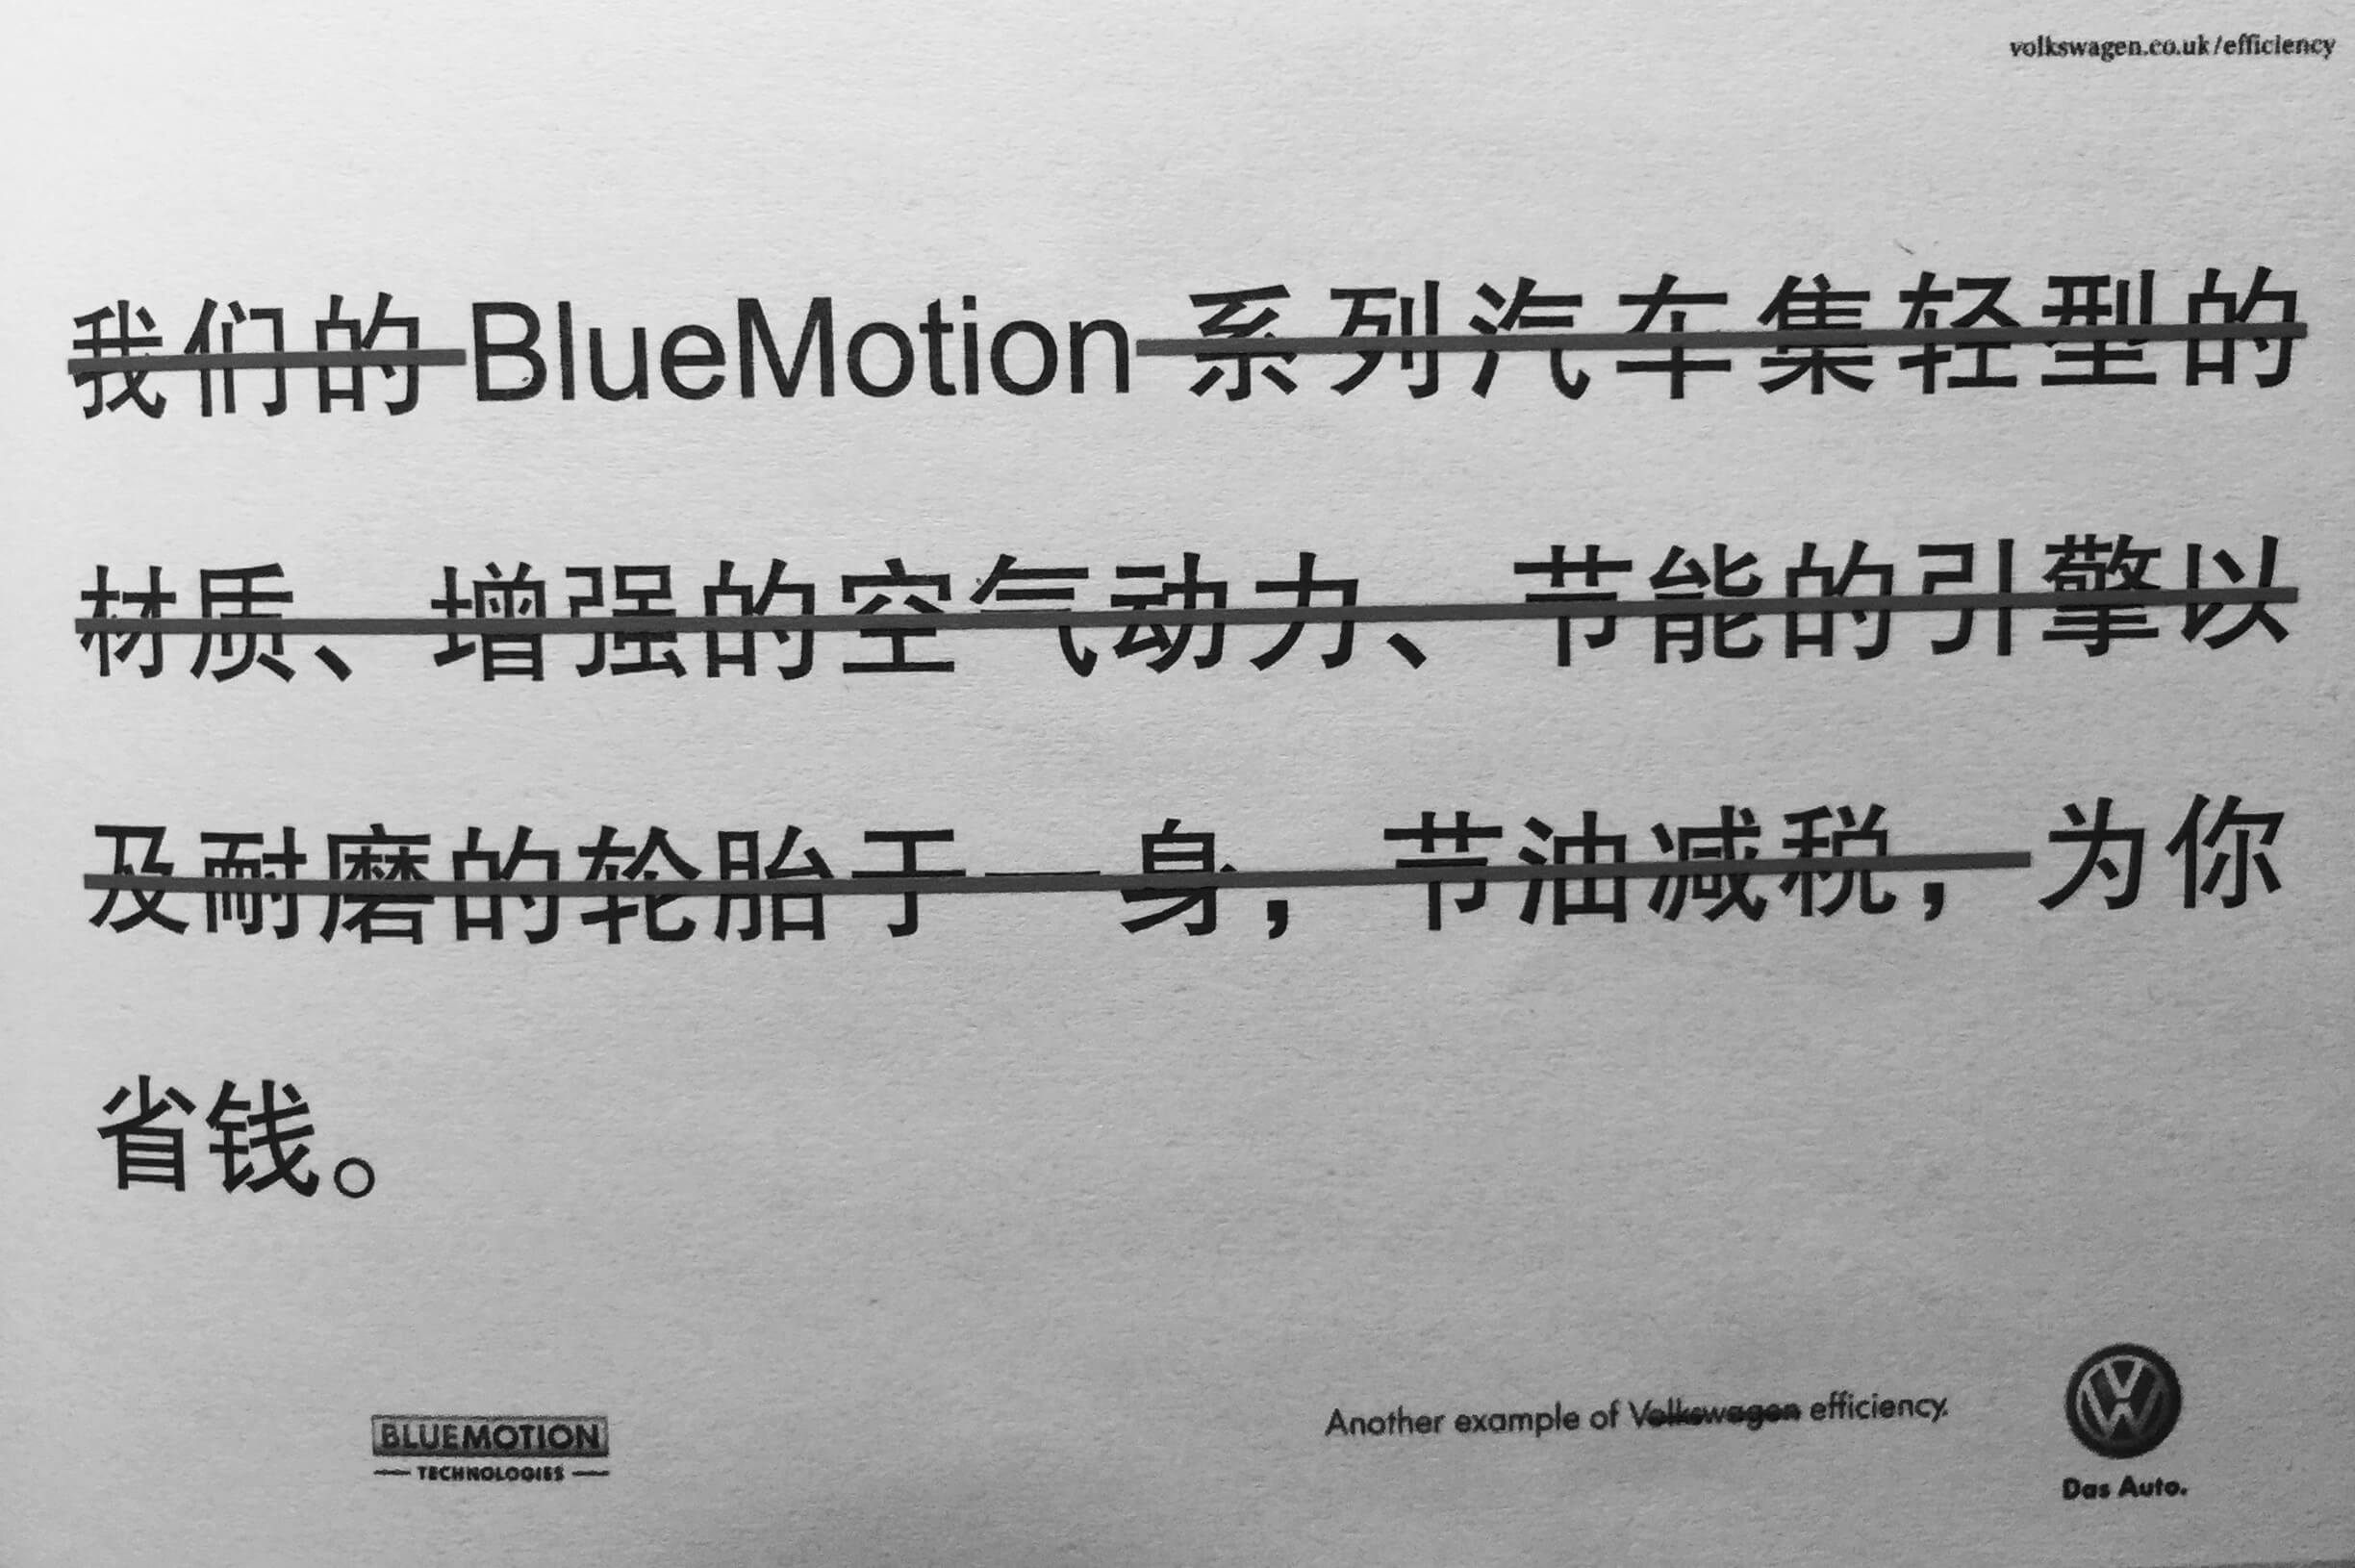 volkswagen.co.uk/efficiency
我们的 BlueMotion 系列汽车集轻型的
材质、增强的空气动力、节能的引擎以
及耐磨的轮胎于一身，节油减税，为你
省钱。
BLUEMOTION
TECHNOLOGIES
Another example of Volkswagen efficiency.
Das Auto.